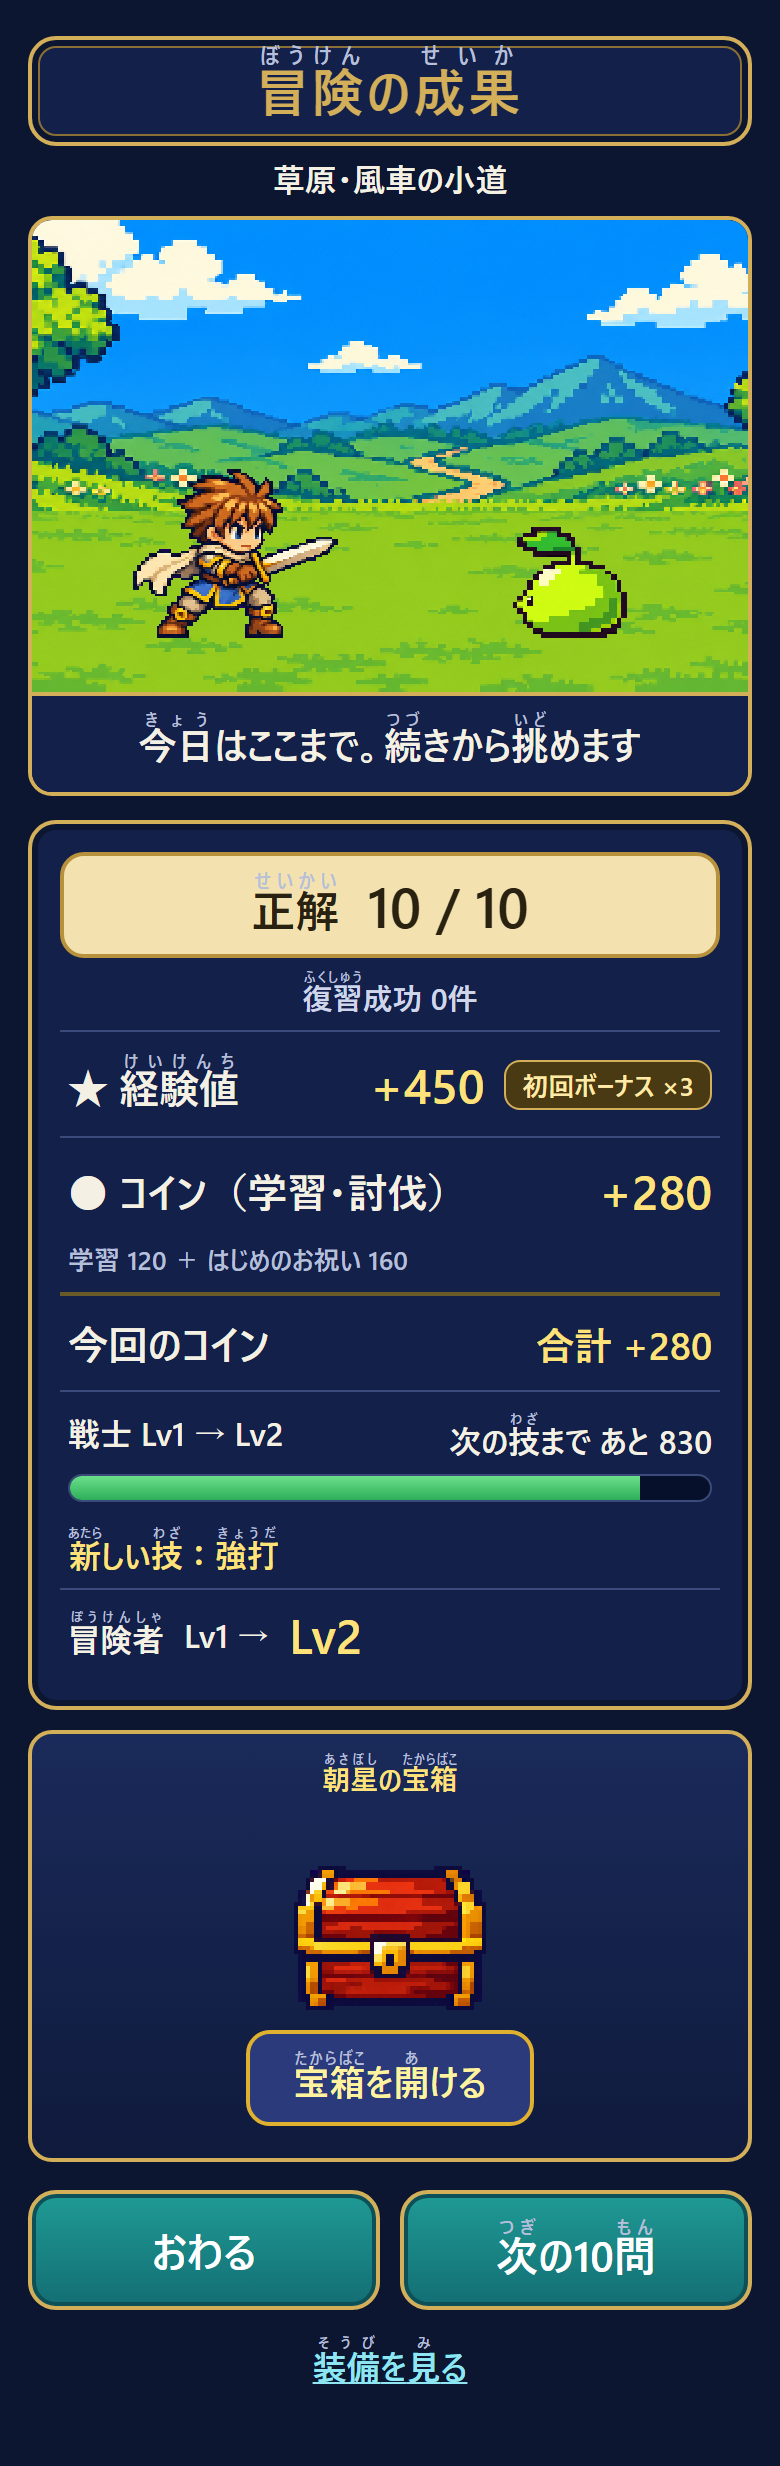 ぼうけん せいか
冒険の成果
草原・風車の小道
きょう つづ いど
今日はここまで。続きから挑めます
せいかい
正解 10 / 10
ふくしゅう
復習成功 0件
けいけんち
★ 経験値 +450 初回ボーナス ×3
● コイン（学習・討伐） +280
学習 120 ＋ はじめのお祝い 160
今回のコイン 合計 +280
わざ
戦士 Lv1 → Lv2 次の技まで あと 830
あたら わざ きょうだ
新しい技：強打
ぼうけんしゃ
冒険者 Lv1 → Lv2
あさぼし たからばこ
朝星の宝箱
たからばこ あ
宝箱を開ける
おわる
つぎ もん
次の10問
そうび み
装備を見る